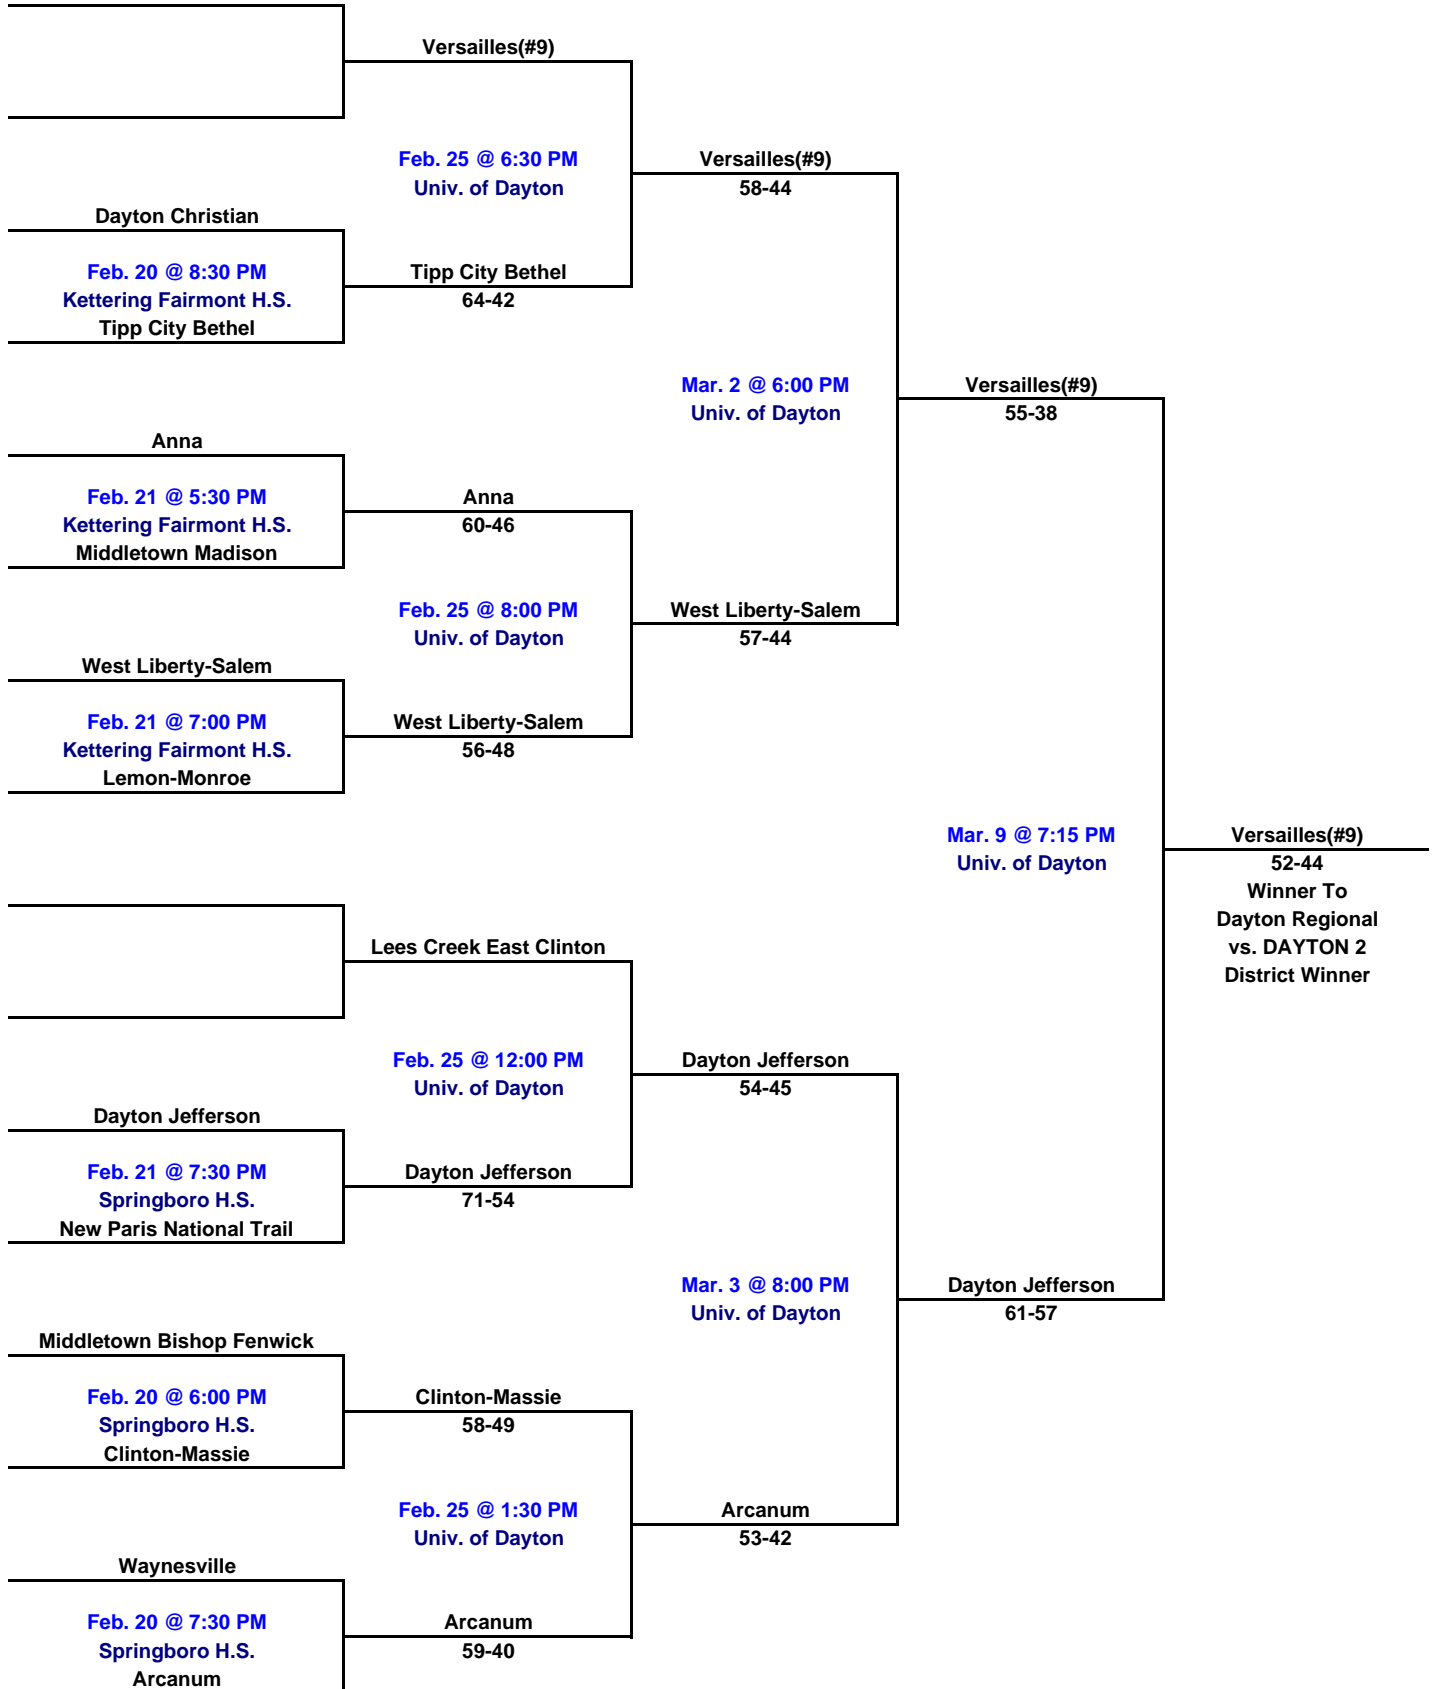 Versailles(#9)
Feb. 25 @ 6:30 PM
Univ. of Dayton
Versailles(#9)
58-44
Dayton Christian
Feb. 20 @ 8:30 PM
Kettering Fairmont H.S.
Tipp City Bethel
Tipp City Bethel
64-42
Mar. 2 @ 6:00 PM
Univ. of Dayton
Versailles(#9)
55-38
Anna
Feb. 21 @ 5:30 PM
Kettering Fairmont H.S.
Middletown Madison
Anna
60-46
Feb. 25 @ 8:00 PM
Univ. of Dayton
West Liberty-Salem
57-44
West Liberty-Salem
Feb. 21 @ 7:00 PM
Kettering Fairmont H.S.
Lemon-Monroe
West Liberty-Salem
56-48
Mar. 9 @ 7:15 PM
Univ. of Dayton
Versailles(#9)
52-44
Winner To
Dayton Regional
vs. DAYTON 2
District Winner
Lees Creek East Clinton
Feb. 25 @ 12:00 PM
Univ. of Dayton
Dayton Jefferson
54-45
Dayton Jefferson
Feb. 21 @ 7:30 PM
Springboro H.S.
New Paris National Trail
Dayton Jefferson
71-54
Mar. 3 @ 8:00 PM
Univ. of Dayton
Dayton Jefferson
61-57
Middletown Bishop Fenwick
Feb. 20 @ 6:00 PM
Springboro H.S.
Clinton-Massie
Clinton-Massie
58-49
Feb. 25 @ 1:30 PM
Univ. of Dayton
Arcanum
53-42
Waynesville
Feb. 20 @ 7:30 PM
Springboro H.S.
Arcanum
Arcanum
59-40